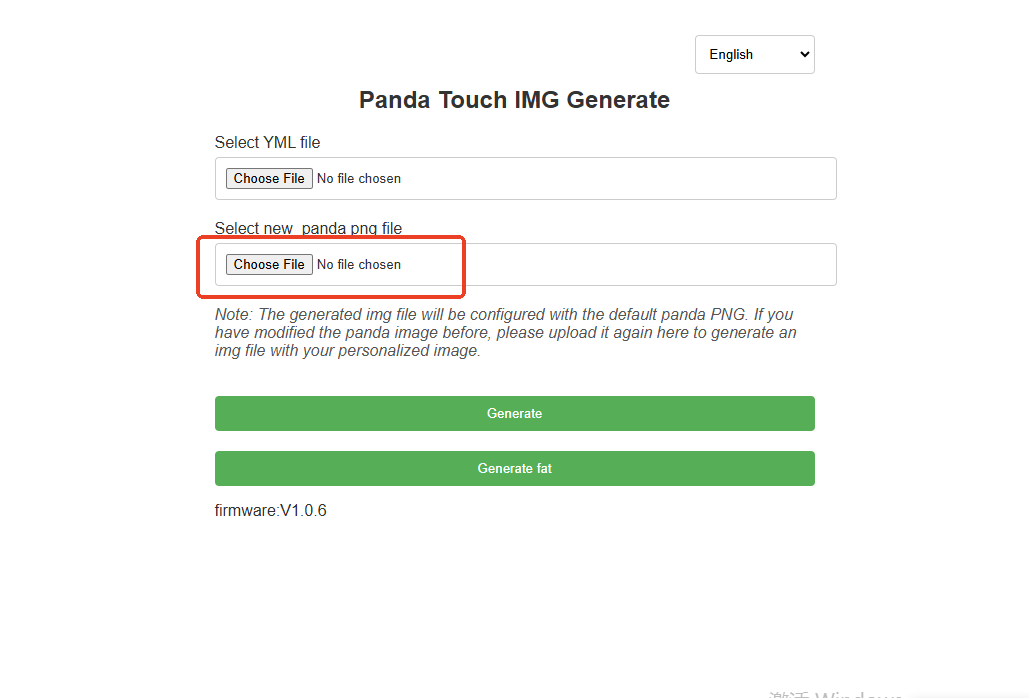 English
Panda Touch IMG Generate
Select YML file
Choose File No file chosen
Select new  panda png file
Choose File No file chosen
Note: The generated img file will be configured with the default panda PNG. If you
have modified the panda image before, please upload it again here to generate an
img file with your personalized image.
Generate
Generate fat
firmware:V1.0.6
激活 Windows